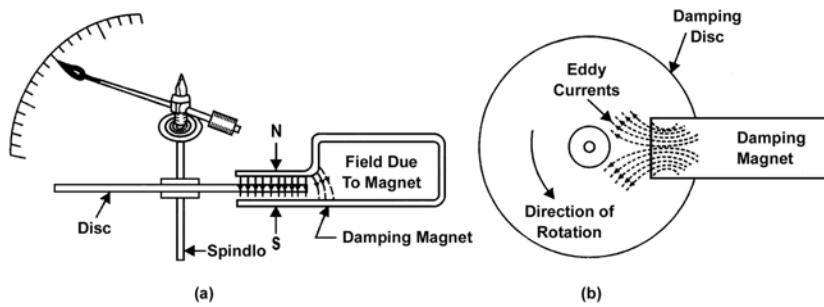 N
Field Due
To Magnet
Disc
S
Damping Magnet
Spindlo
(a)
Damping
Disc
Eddy
Currents
Damping
Magnet
Direction of
Rotation
(b)